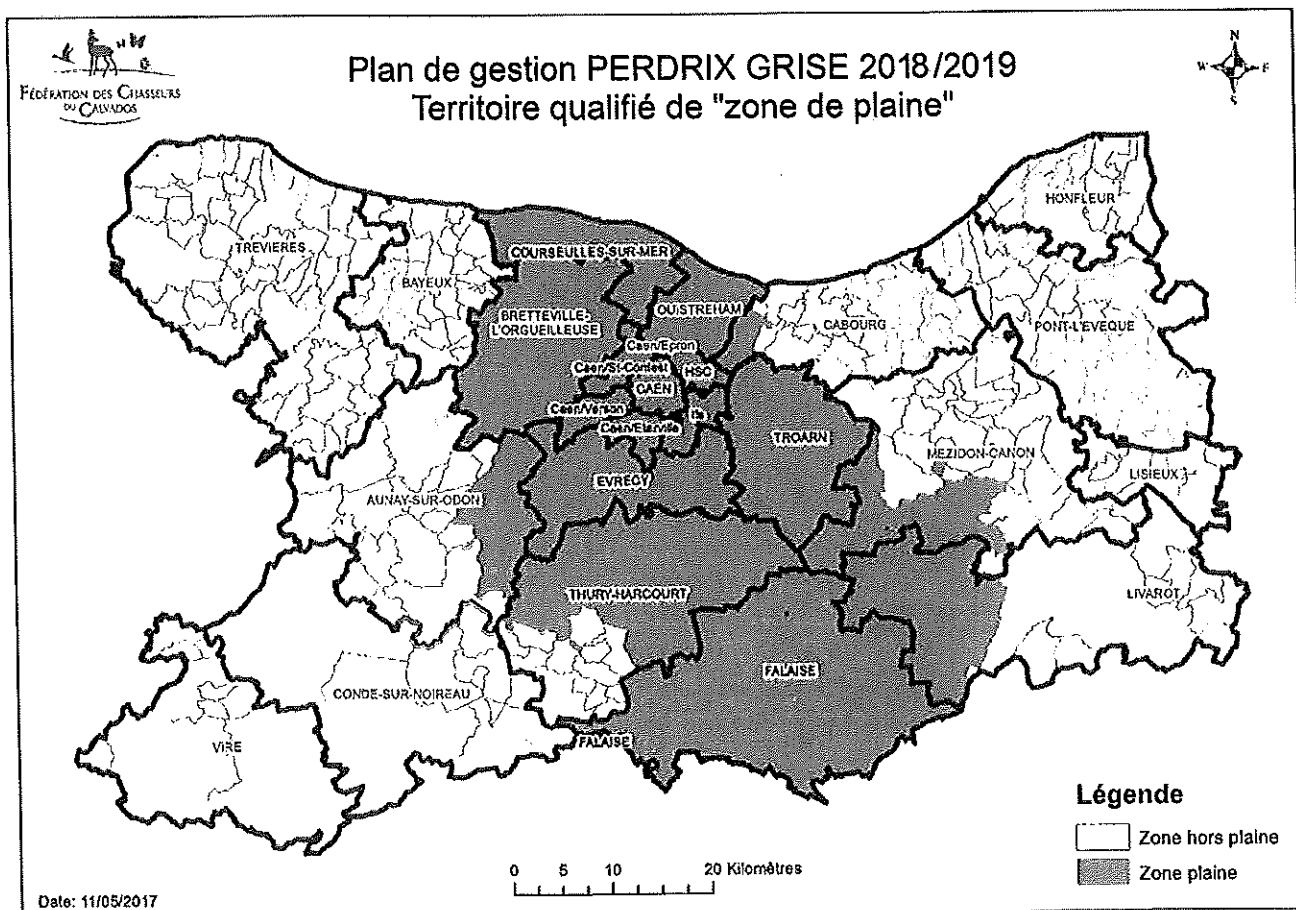 FÉDÉRATION DES CHASSEURS
DU CALVADOS
Plan de gestion PERDRIX GRISE 2018/2019
Territoire qualifié de "zone de plaine"
N
W
E
S
HONFLEUR
TREVIERES
COURSEULLES-SUR-MER
BAYEUX
OUISTREHAM
BRETTEVILLE-
L'ORGUEILLEUSE
CABOURG
PONT-L'EVEQUE
Caen/Epron
Caen/St-Contest
HSC
CAEN
Caen/Verson
Ifs
Caen/Eterville
TROARN
MEZIDON-CANON
LISIEUX
EVRECY
AUNAY-SUR-ODON
THURY-HARCOURT
LIVAROT
FALAISE
CONDE-SUR-NOIREAU
VIRE
FALAISE
Légende
Zone hors plaine
Zone plaine
0 5 10 20 Kilomètres
Date: 11/05/2017